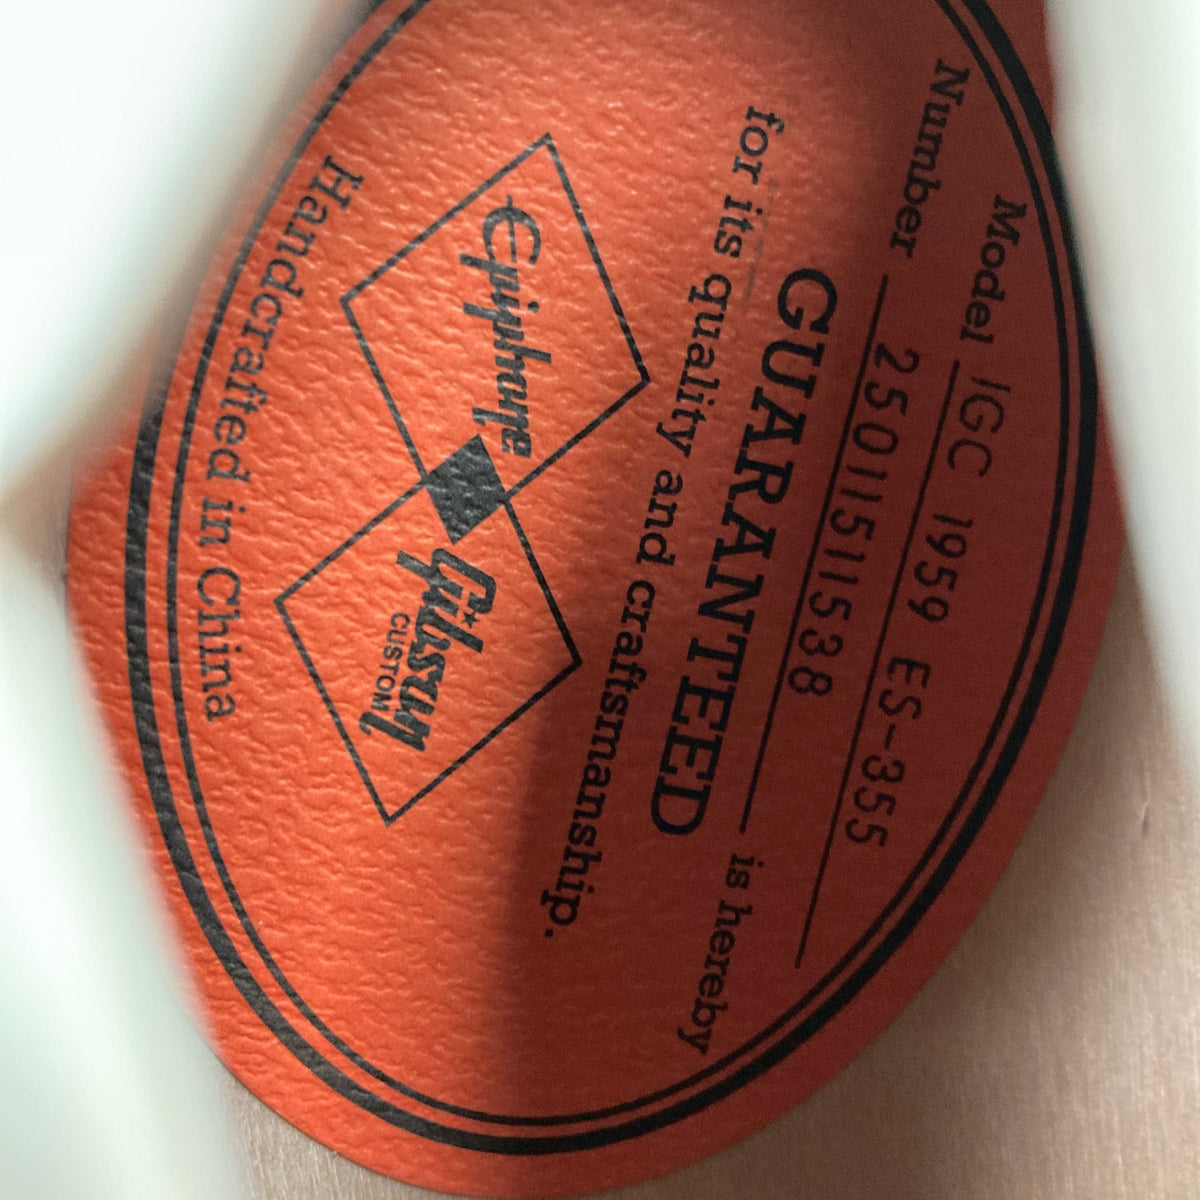 Model IGC 1959 ES-355
Number 25011511538 is hereby
GUARANTEED
for its quality and craftsmanship.
Epiphone
Gibson
CUSTOM
Handcrafted in China